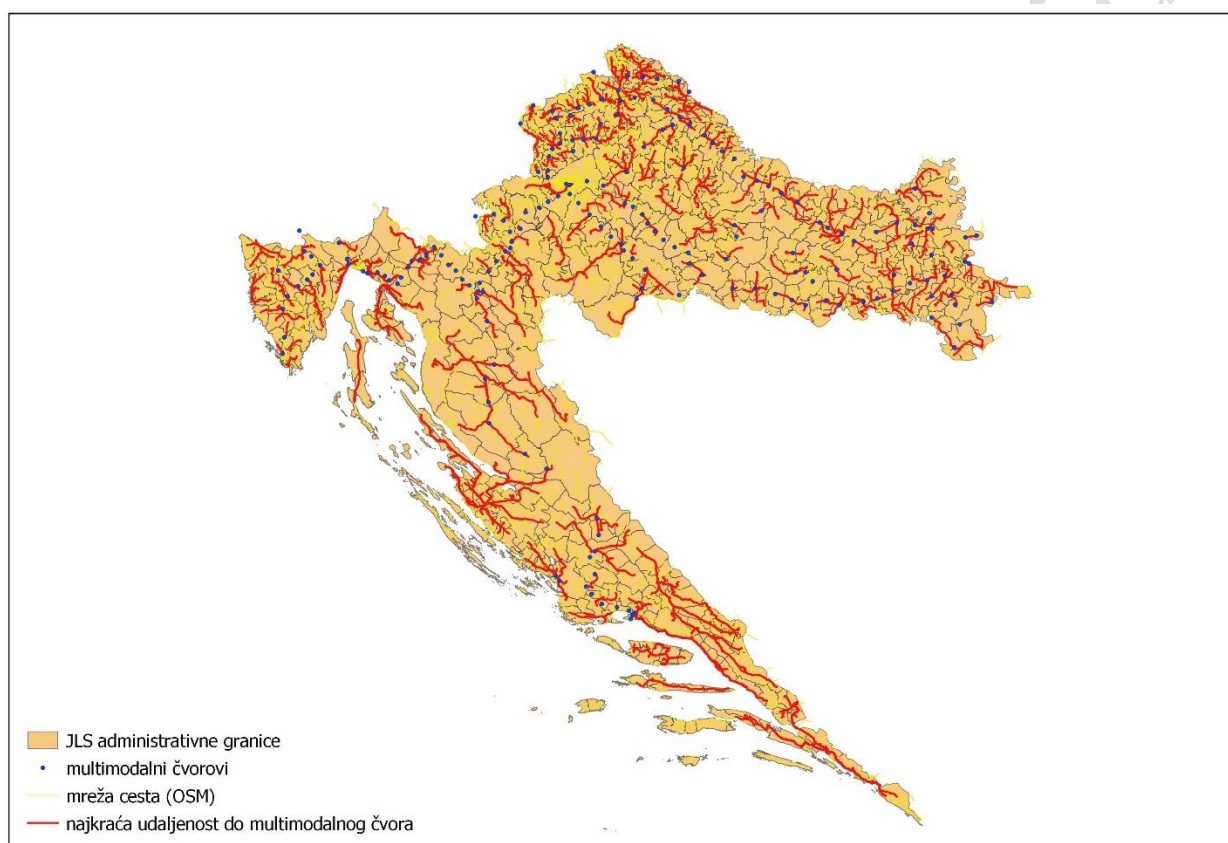 JLS administrativne granice
multimodalni čvorovi
mreža cesta (OSM)
najkraća udaljenost do multimodalnog čvora